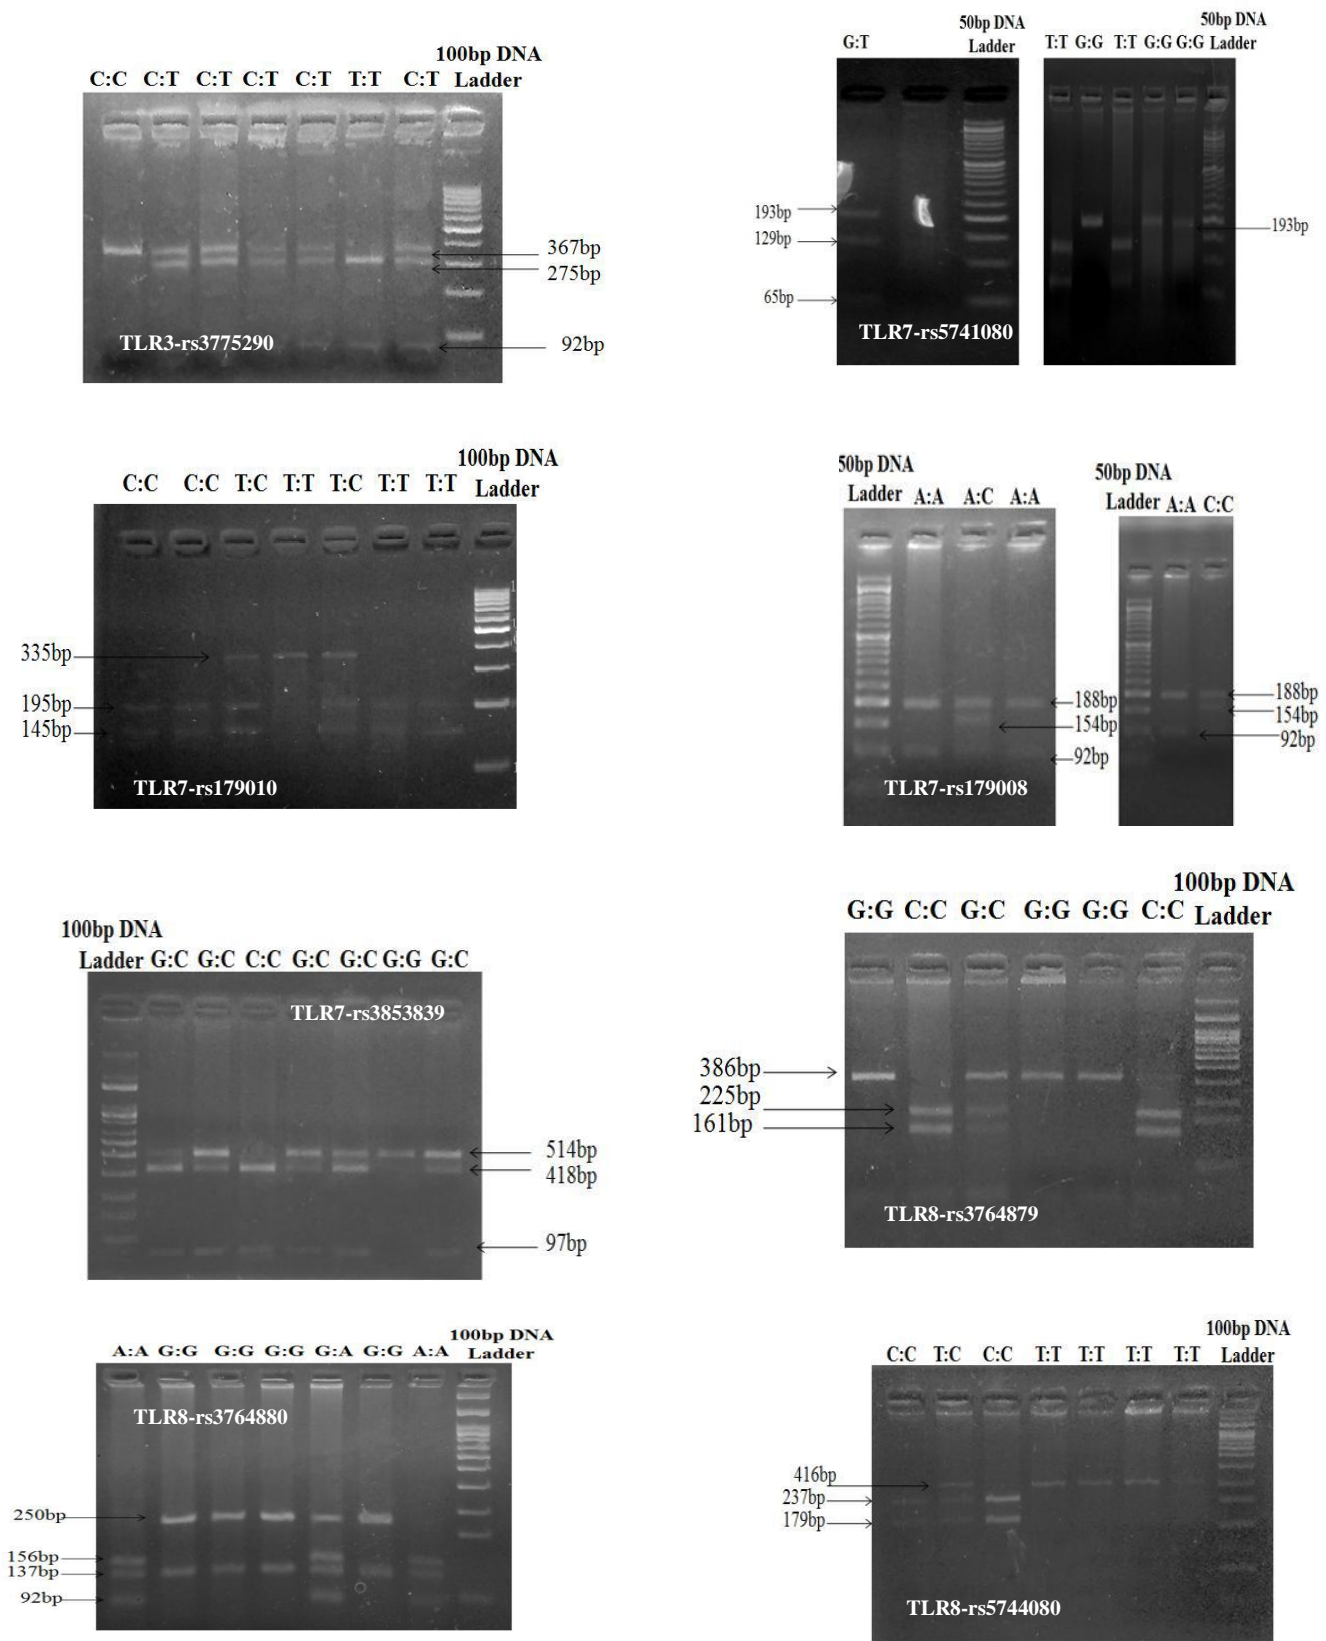 100bp DNA
Ladder
C:C C:T C:T C:T C:T T:T C:T
367bp
275bp
92bp
TLR3-rs3775290
G:T
50bp DNA
Ladder
T:T G:G T:T G:G G:G
50bp DNA
Ladder
193bp
129bp
65bp
193bp
TLR7-rs5741080
100bp DNA
Ladder
C:C C:C T:C T:T T:C T:T T:T
335bp
195bp
145bp
TLR7-rs179010
50bp DNA
Ladder A:A A:C A:A
188bp
154bp
92bp
TLR7-rs179008
50bp DNA
Ladder A:A C:C
188bp
154bp
92bp
100bp DNA
Ladder G:C G:C C:C G:C G:C G:G G:C
TLR7-rs3853839
514bp
418bp
97bp
100bp DNA
G:G C:C G:C G:G G:G C:C Ladder
386bp
225bp
161bp
TLR8-rs3764879
100bp DNA
A:A G:G G:G G:G G:A G:G A:A Ladder
TLR8-rs3764880
250bp
156bp
137bp
92bp
100bp DNA
C:C T:C C:C T:T T:T T:T T:T Ladder
416bp
237bp
179bp
TLR8-rs5744080